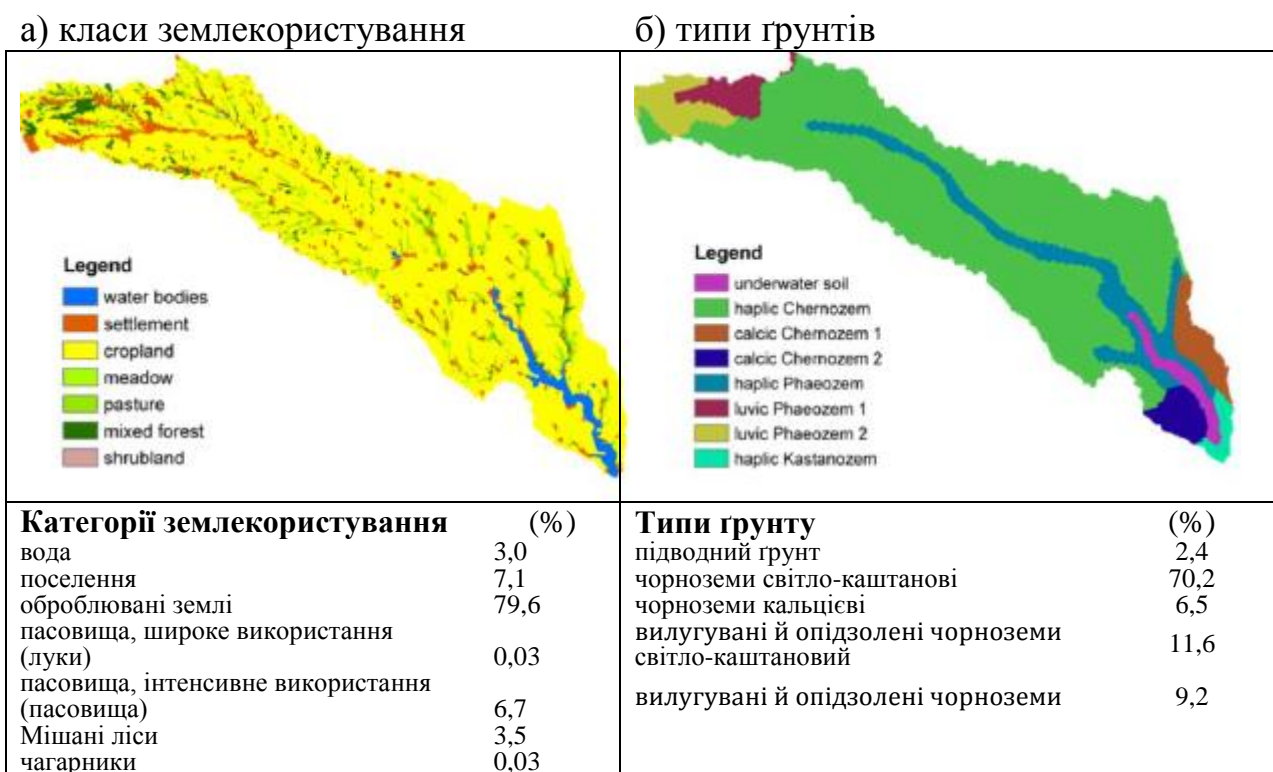 а) класи землекористування
б) типи ґрунтів
Legend
water bodies
settlement
cropland
meadow
pasture
mixed forest
shrubland
Legend
underwater soil
haplic Chernozem
calcic Chernozem 1
calcic Chernozem 2
haplic Phaeozem
luvic Phaeozem 1
luvic Phaeozem 2
haplic Kastanozem
Категорії землекористування (%)
вода 3,0
поселення 7,1
оброблювані землі 79,6
пасовища, широке використання
(луки) 0,03
пасовища, інтенсивне використання
(пасовища) 6,7
Мішані ліси 3,5
чагарники 0,03
Типи ґрунту (%)
підводний ґрунт 2,4
чорноземи світло-каштанові 70,2
чорноземи кальцієві 6,5
вилугувані й опідзолені чорноземи
світло-каштановий 11,6
вилугувані й опідзолені чорноземи 9,2